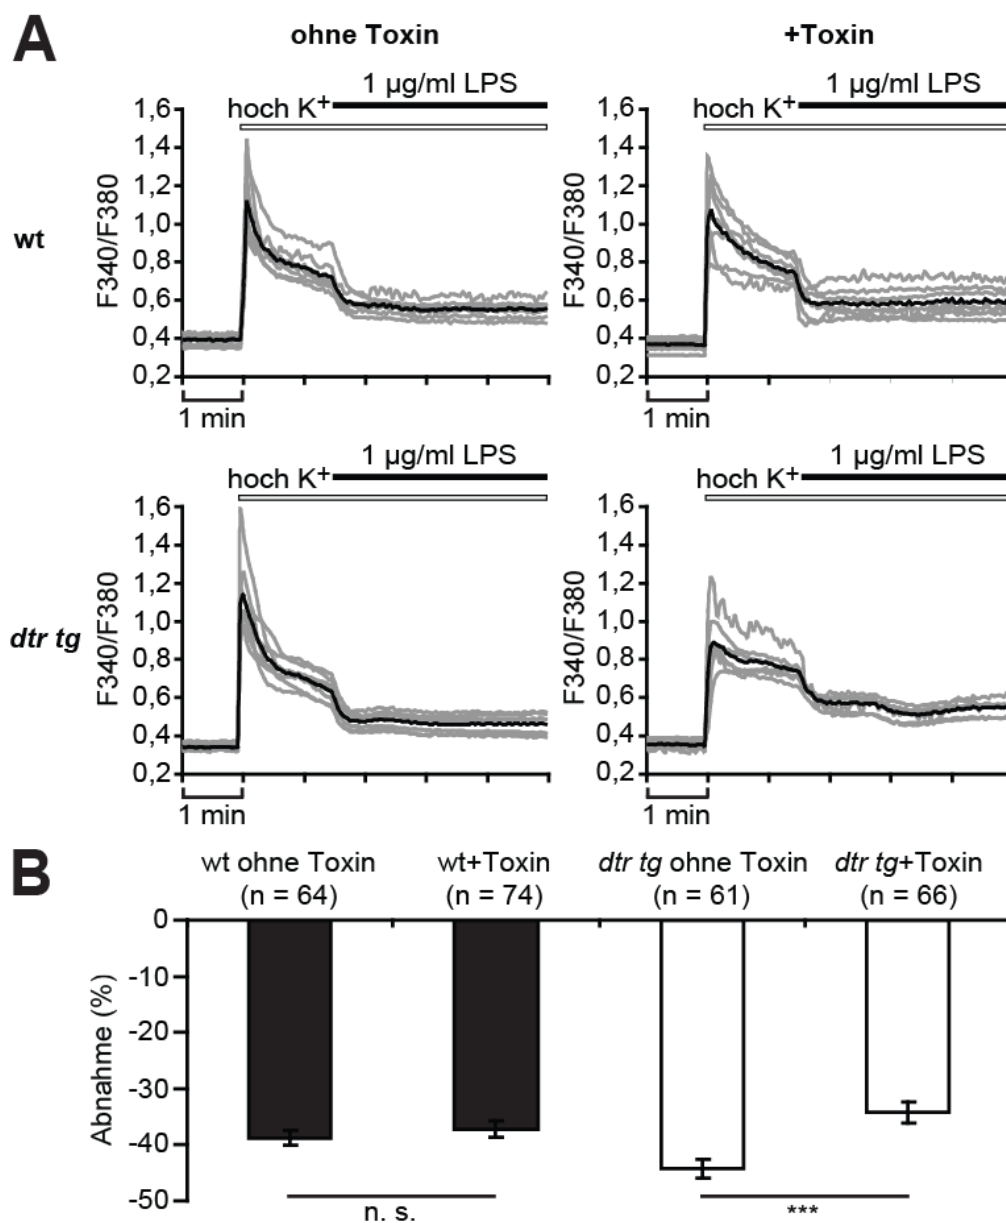 A
ohne Toxin
+Toxin
wt
1 µg/ml LPS
hoch K+
F340/F380
1,6
1,4
1,2
1,0
0,8
0,6
0,4
0,2
1 min
1 µg/ml LPS
hoch K+
F340/F380
1,6
1,4
1,2
1,0
0,8
0,6
0,4
0,2
1 min
dtr tg
1 µg/ml LPS
hoch K+
F340/F380
1,6
1,4
1,2
1,0
0,8
0,6
0,4
0,2
1 min
1 µg/ml LPS
hoch K+
F340/F380
1,6
1,4
1,2
1,0
0,8
0,6
0,4
0,2
1 min
B
wt ohne Toxin
(n = 64)
wt+Toxin
(n = 74)
dtr tg ohne Toxin
(n = 61)
dtr tg+Toxin
(n = 66)
Abnahme (%)
0
-10
-20
-30
-40
-50
n. s.
***